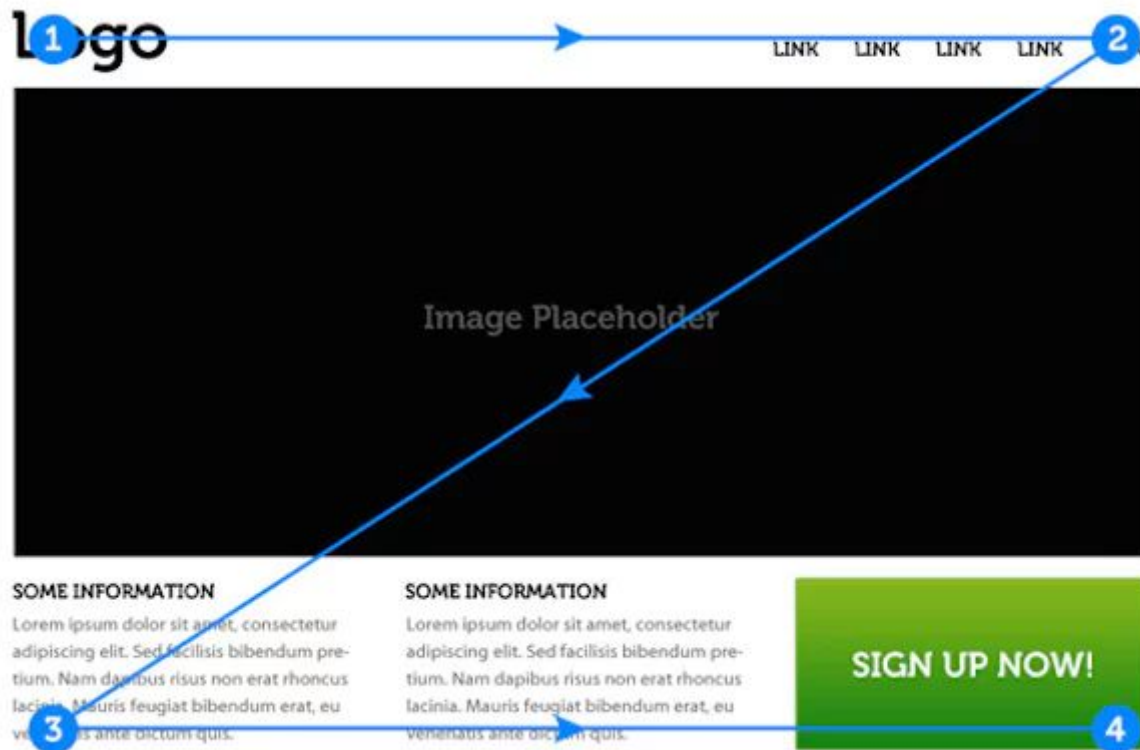 1
Logo
LINK LINK LINK LINK
2
Image Placeholder
SOME INFORMATION
Lorem ipsum dolor sit amet, consectetur
adipiscing elit. Sed facilisis bibendum pre-
tium. Nam dapibus risus non erat rhoncus
lacinia. Mauris feugiat bibendum erat, eu
ante dictum quis.
3
SOME INFORMATION
Lorem ipsum dolor sit amet, consectetur
adipiscing elit. Sed facilisis bibendum pre-
tium. Nam dapibus risus non erat rhoncus
lacinia. Mauris feugiat bibendum erat, eu
venenatis ante dictum quis.
SIGN UP NOW!
4